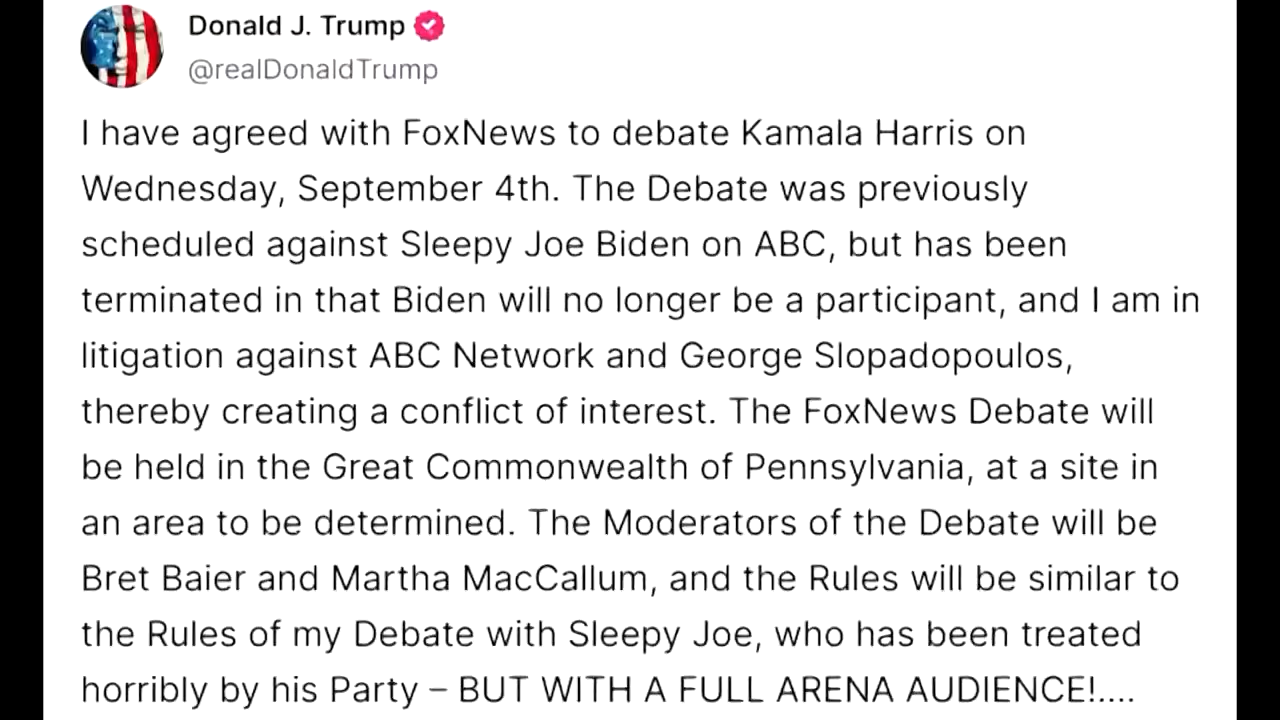 Donald J. Trump
@realDonaldTrump
I have agreed with FoxNews to debate Kamala Harris on
Wednesday, September 4th. The Debate was previously
scheduled against Sleepy Joe Biden on ABC, but has been
terminated in that Biden will no longer be a participant, and I am in
litigation against ABC Network and George Slopadopoulos,
thereby creating a conflict of interest. The FoxNews Debate will
be held in the Great Commonwealth of Pennsylvania, at a site in
an area to be determined. The Moderators of the Debate will be
Bret Baier and Martha MacCallum, and the Rules will be similar to
the Rules of my Debate with Sleepy Joe, who has been treated
horribly by his Party – BUT WITH A FULL ARENA AUDIENCE!....